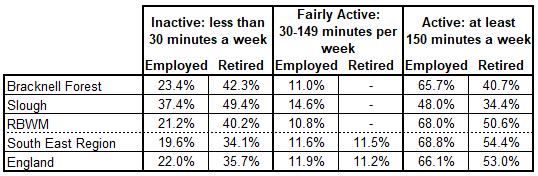 Inactive: less than Fairly Active: Active: at least
30 minutes a week 30-149 minutes per 150 minutes a week
week
Employed Retired Employed Retired Employed Retired
Bracknell Forest 23.4% 42.3% 11.0% - 65.7% 40.7%
Slough 37.4% 49.4% 14.6% - 48.0% 34.4%
RBWM 21.2% 40.2% 10.8% - 68.0% 50.6%
South East Region 19.6% 34.1% 11.6% 11.5% 68.8% 54.4%
England 22.0% 35.7% 11.9% 11.2% 66.1% 53.0%